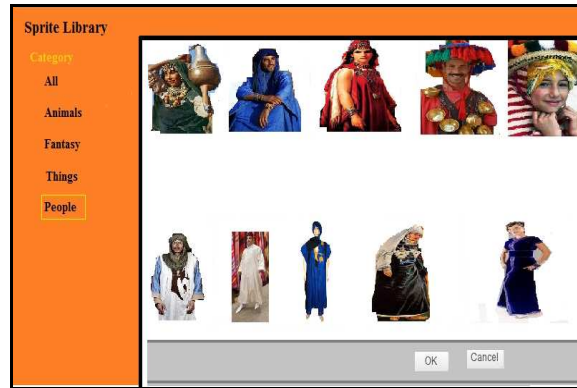 Sprite Library
Category
All
Animals
Fantasy
Things
People
OK
Cancel